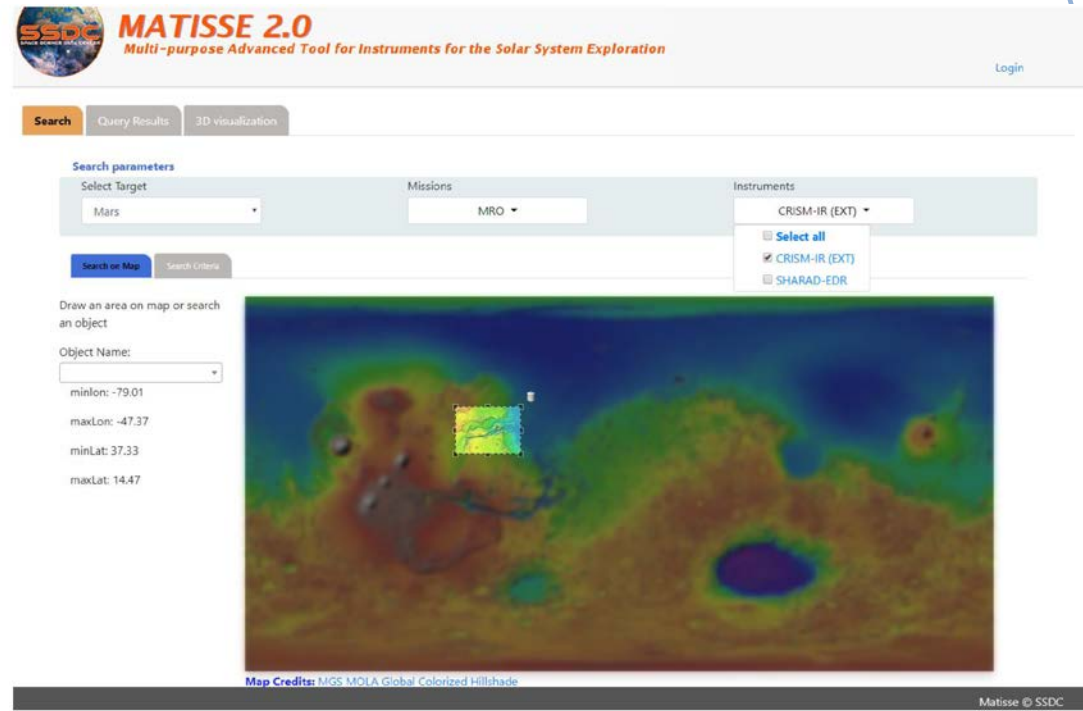 SSDC
SPACE SCIENCE DATA CENTER
MATISSE 2.0
Multi-purpose Advanced Tool for Instruments for the Solar System Exploration
Login
Search Query Results 3D visualization
Search parameters
Select Target Missions Instruments
Mars MRO CRISM-IR (EXT)
Select all
CRISM-IR (EXT)
SHARAD-EDR
Search on Map Search Criteria
Draw an area on map or search
an object
Object Name:
minlon: -79.01
maxLon: -47.37
minLat: 37.33
maxLat: 14.47
Map Credits: MGS MOLA Global Colorized Hillshade
Matisse © SSDC